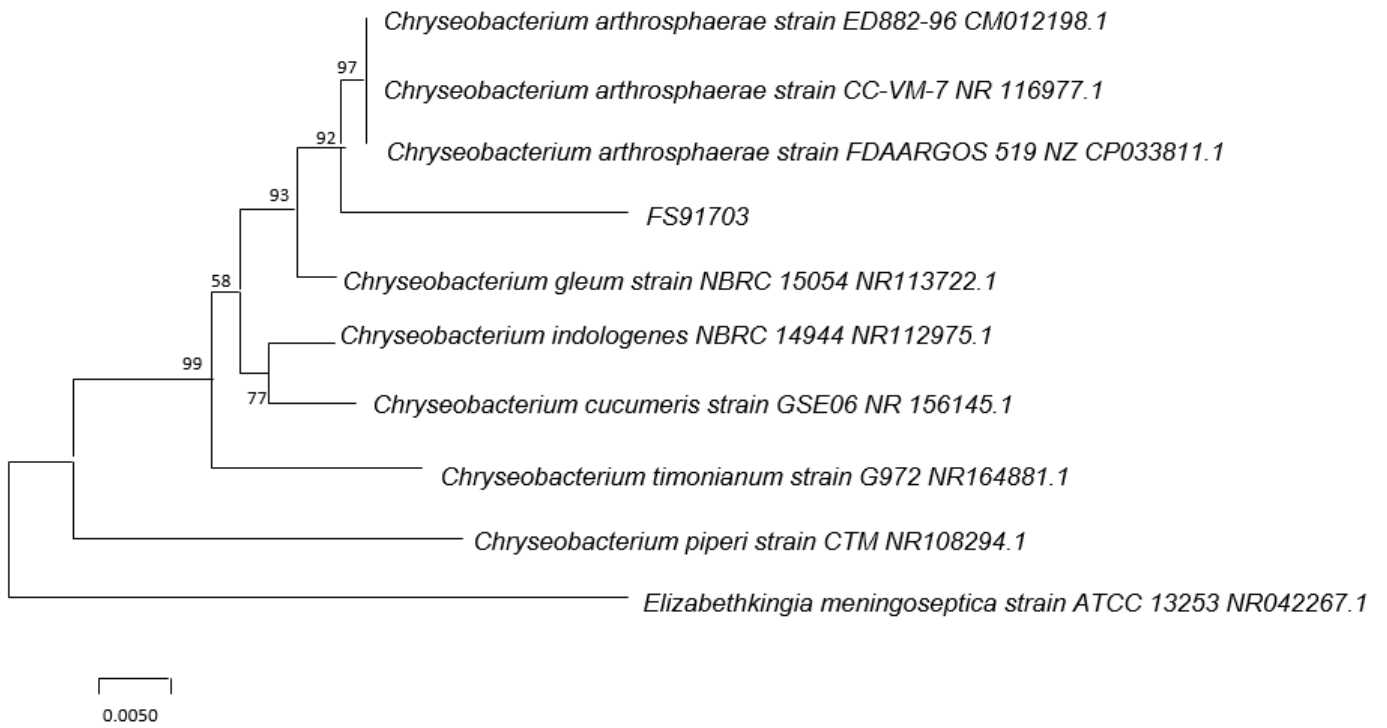 Chryseobacterium arthrosphaerae strain ED882-96 CM012198.1
97
Chryseobacterium arthrosphaerae strain CC-VM-7 NR 116977.1
92
Chryseobacterium arthrosphaerae strain FDAARGOS 519 NZ CP033811.1
93
FS91703
58
Chryseobacterium gleum strain NBRC 15054 NR113722.1
Chryseobacterium indologenes NBRC 14944 NR112975.1
99
77
Chryseobacterium cucumeris strain GSE06 NR 156145.1
Chryseobacterium timonianum strain G972 NR164881.1
Chryseobacterium piperi strain CTM NR108294.1
Elizabethkingia meningoseptica strain ATCC 13253 NR042267.1
0.0050